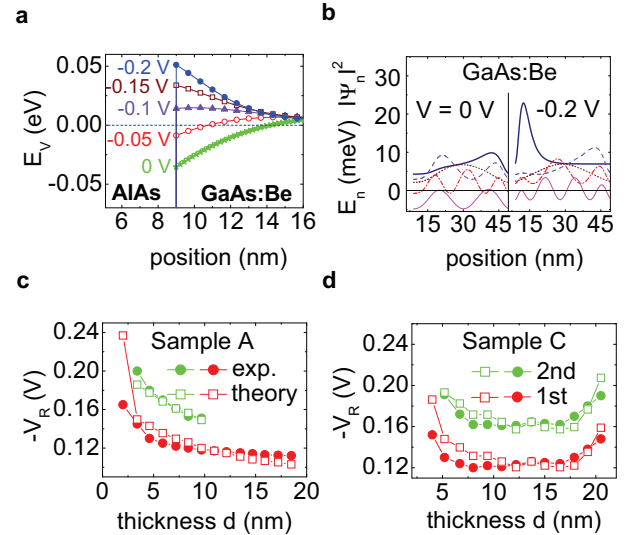 a
E_V (eV)
0.05
0.00
-0.05
-0.2 V
-0.15 V
-0.1 V
-0.05 V
0 V
AlAs GaAs:Be
6 8 10 12 14 16
position (nm)
b
GaAs:Be
E_n (meV) |Ψ_n|^2
30
20
10
0
V = 0 V -0.2 V
15 30 45 15 30 45
position (nm)
c
Sample A
-V_R (V)
0.24
0.20
0.16
0.12
exp.
theory
0 5 10 15 20
thickness d (nm)
d
Sample C
-V_R (V)
0.24
0.20
0.16
0.12
2nd
1st
5 10 15 20
thickness d (nm)